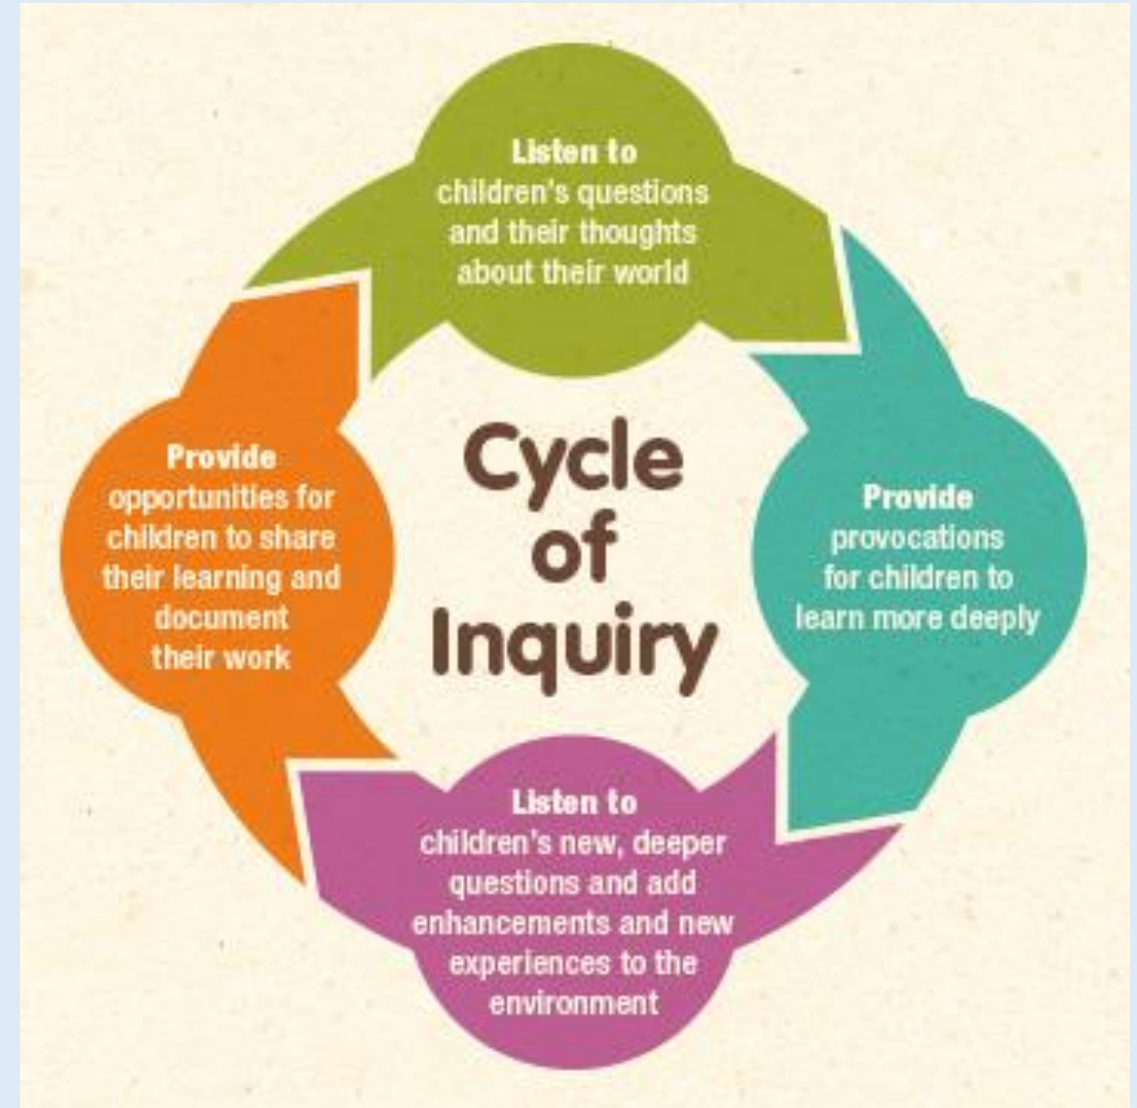 Listen to
children's questions
and their thoughts
about their world
Provide
provocations
for children to
learn more deeply
Listen to
children's new, deeper
questions and add
enhancements and new
experiences to the
environment
Provide
opportunities for
children to share
their learning and
document
their work
Cycle
of
Inquiry